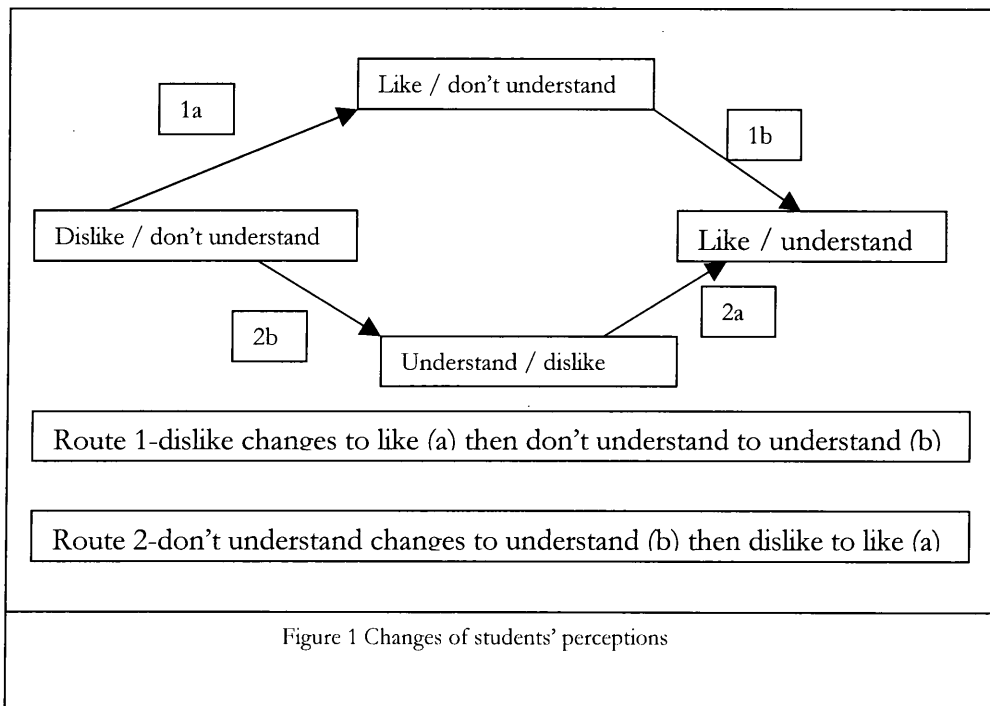 Like / don't understand
1a
1b
Dislike / don't understand
Like / understand
2b
2a
Understand / dislike
Route 1-dislike changes to like (a) then don't understand to understand (b)
Route 2-don't understand changes to understand (b) then dislike to like (a)
Figure 1 Changes of students' perceptions